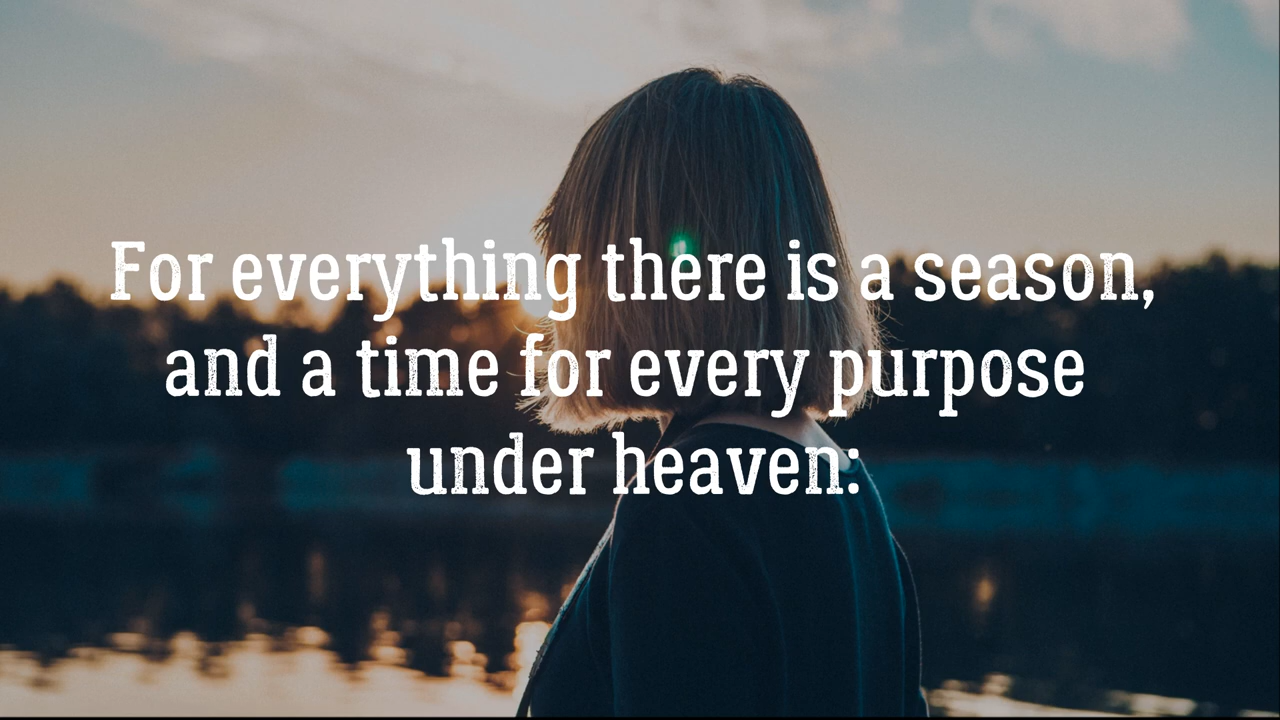 For everything there is a season,
and a time for every purpose
under heaven: